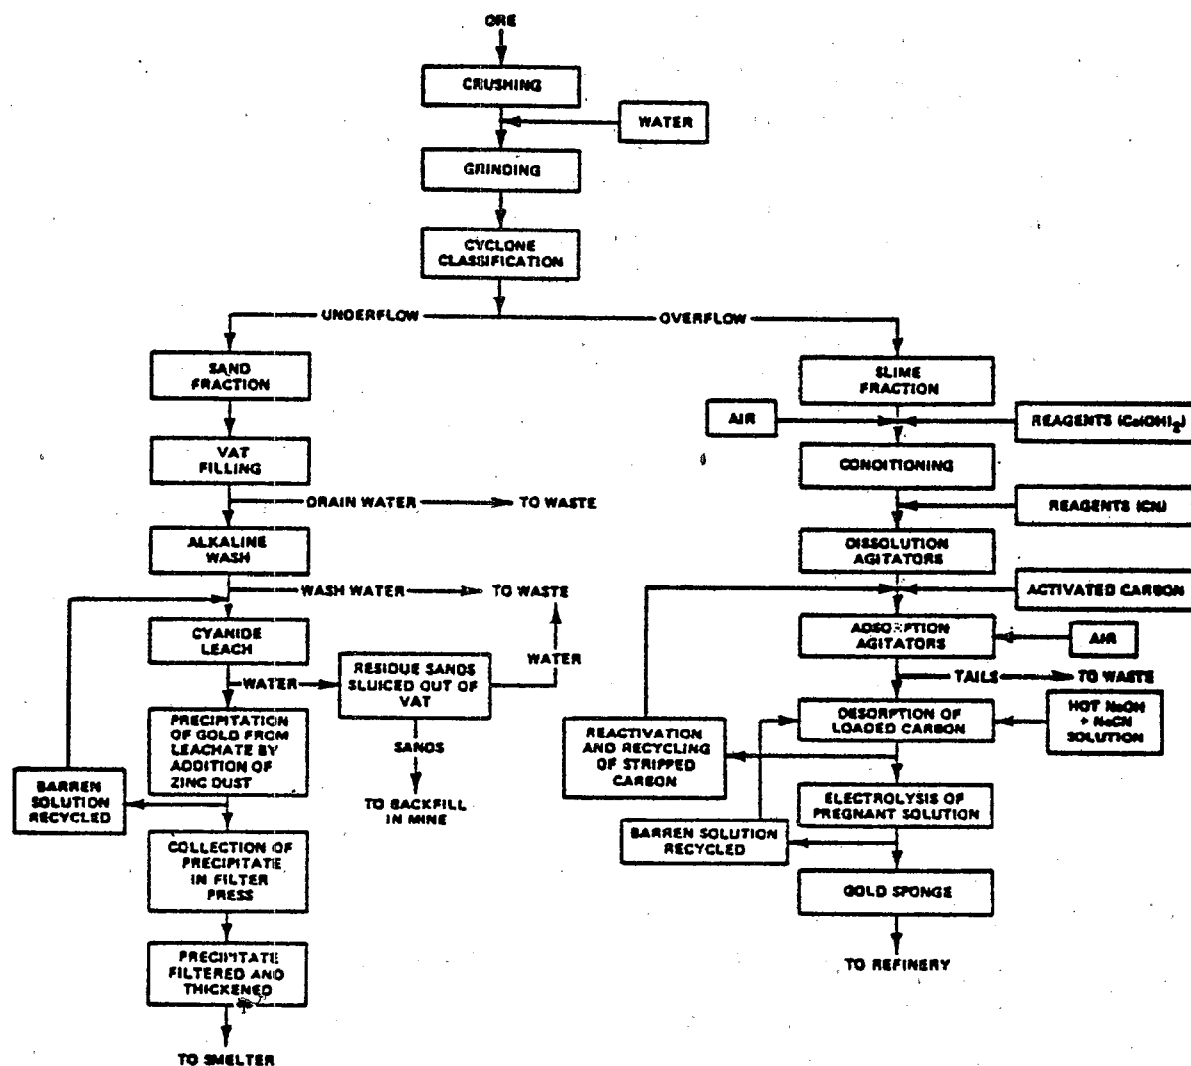 ORE
CRUSHING
WATER
GRINDING
CYCLONE
CLASSIFICATION
UNDERFLOW
OVERFLOW
SAND
FRACTION
SLIME
FRACTION
AIR
REAGENTS (Ca(OH)2)
VAT
FILLING
CONDITIONING
DRAIN WATER
TO WASTE
REAGENTS (CN)
ALKALINE
WASH
DISSOLUTION
AGITATORS
WASH WATER
TO WASTE
ACTIVATED CARBON
CYANIDE
LEACH
ADSORPTION
AGITATORS
AIR
WATER
WATER
RESIDUE SANDS
SLUICED OUT OF
VAT
TAILS
TO WASTE
PRECIPITATION
OF GOLD FROM
LEACHATE BY
ADDITION OF
ZINC DUST
DESORPTION OF
LOADED CARBON
HOT NaOH
+ NaCN
SOLUTION
SANDS
REACTIVATION
AND RECYCLING
OF STRIPPED
CARBON
BARREN
SOLUTION
RECYCLED
TO BACKFILL
IN MINE
ELECTROLYSIS OF
PREGNANT SOLUTION
BARREN SOLUTION
RECYCLED
COLLECTION OF
PRECIPITATE
IN FILTER
PRESS
GOLD SPONGE
PRECIPITATE
FILTERED AND
THICKENED
TO REFINERY
TO SMELTER